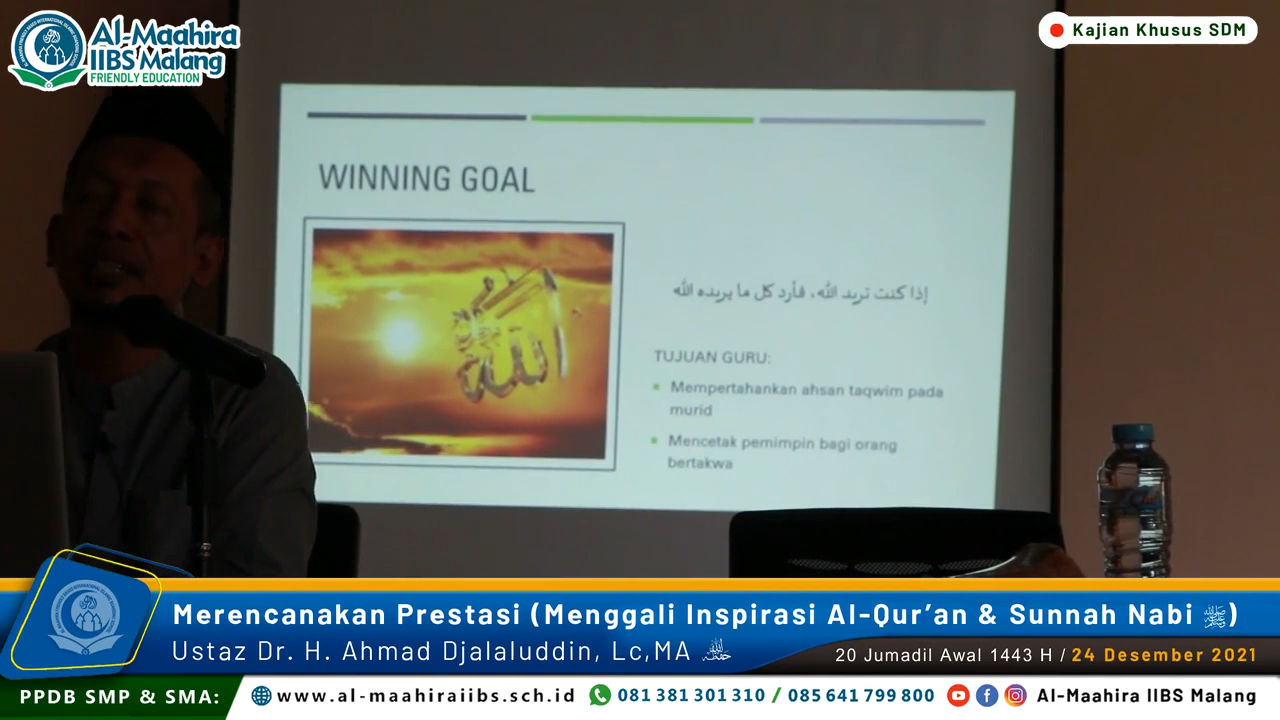 Al-Maahira
IIBS Malang
FRIENDLY EDUCATION
Kajian Khusus SDM
WINNING GOAL
الله
إذا كنت تريد الله، فأرد كل ما يريده الله
TUJUAN GURU:
Mempertahankan ahsan taqwim pada
murid
Mencetak pemimpin bagi orang
bertakwa
Merencanakan Prestasi (Menggali Inspirasi Al-Qur’an & Sunnah Nabi ﷺ)
Ustaz Dr. H. Ahmad Djalaluddin, Lc,MA
20 Jumadil Awal 1443 H / 24 Desember 2021
PPDB SMP & SMA: www.al-maahiraiibs.sch.id 081 381 301 310 / 085 641 799 800 Al-Maahira IIBS Malang